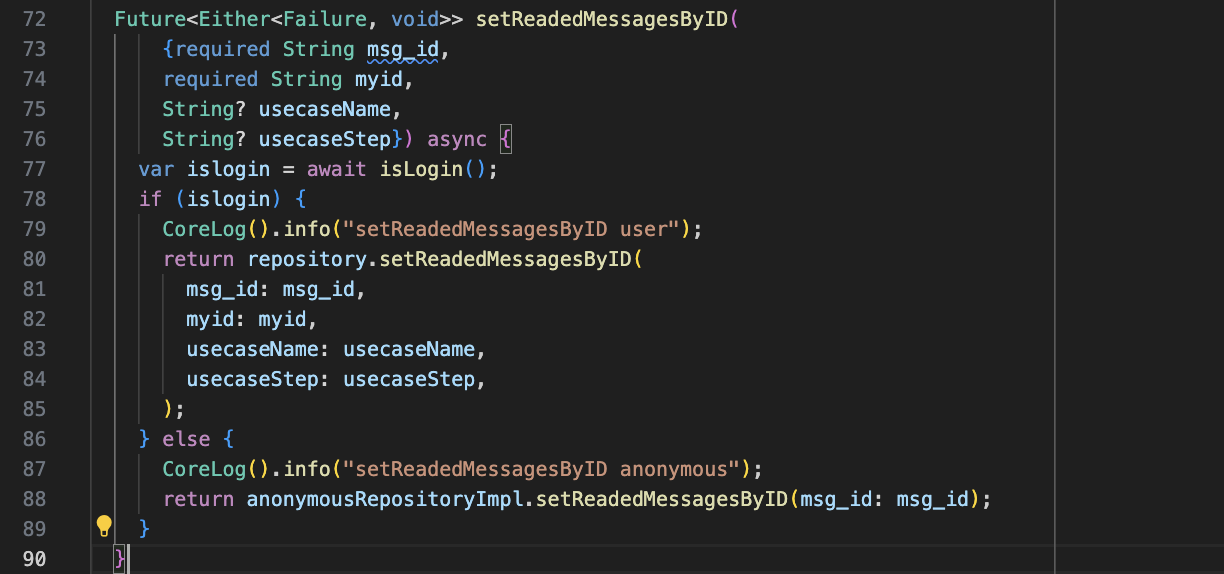 72 Future<Either<Failure, void>> setReadedMessagesByID(
73 {required String msg_id,
74 required String myid,
75 String? usecaseName,
76 String? usecaseStep}) async {
77 var islogin = await isLogin();
78 if (islogin) {
79 CoreLog().info("setReadedMessagesByID user");
80 return repository.setReadedMessagesByID(
81 msg_id: msg_id,
82 myid: myid,
83 usecaseName: usecaseName,
84 usecaseStep: usecaseStep,
85 );
86 } else {
87 CoreLog().info("setReadedMessagesByID anonymous");
88 return anonymousRepositoryImpl.setReadedMessagesByID(msg_id: msg_id);
89 }
90 }